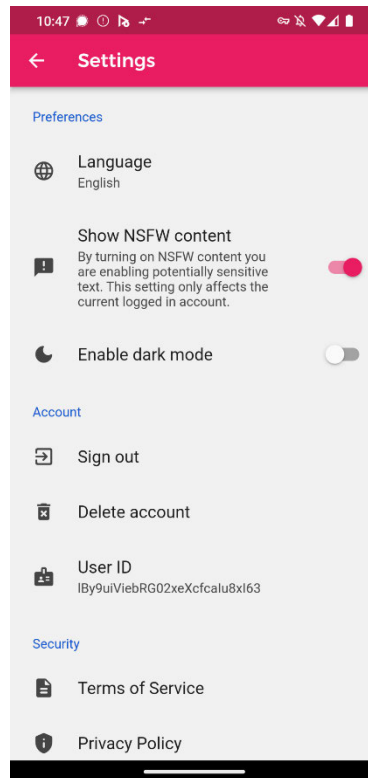 10:47
Settings
Preferences
Language
English
Show NSFW content
By turning on NSFW content you
are enabling potentially sensitive
text. This setting only affects the
current logged in account.
Enable dark mode
Account
Sign out
Delete account
User ID
lBy9uiViebRG02xeXcfcalu8xI63
Security
Terms of Service
Privacy Policy